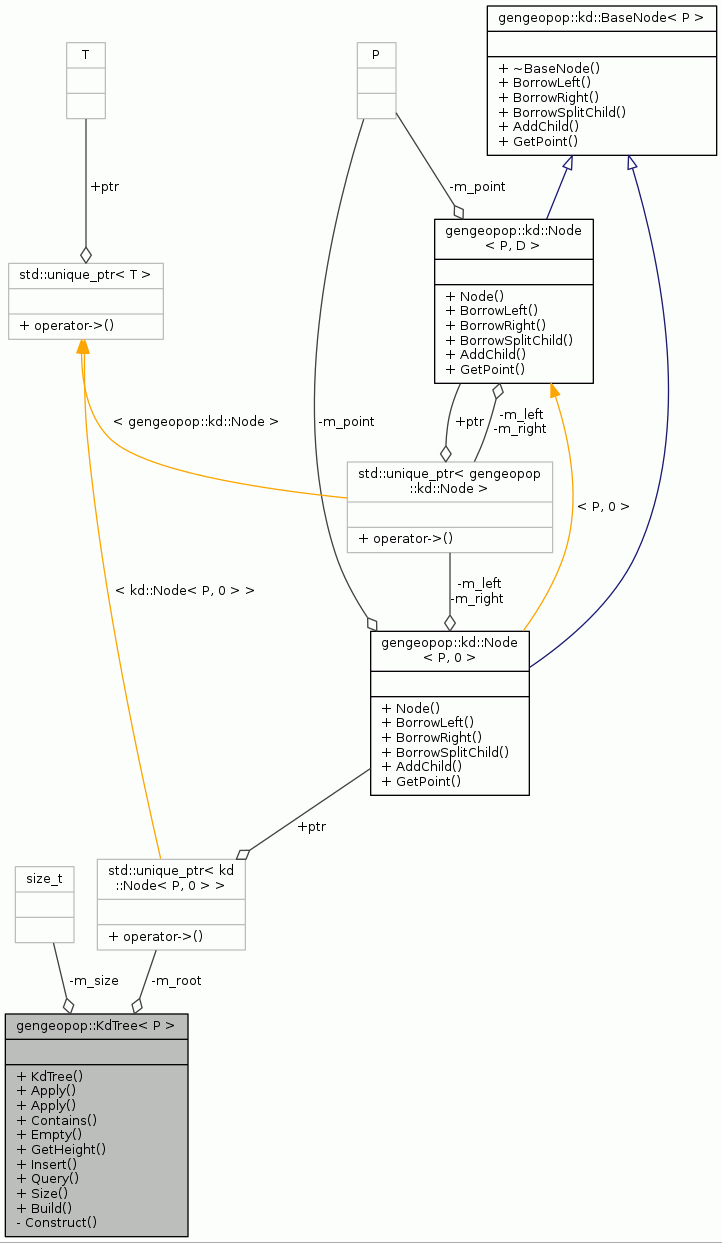 gengeopop::kd::BaseNode< P >
+ ~BaseNode()
+ BorrowLeft()
+ BorrowRight()
+ BorrowSplitChild()
+ AddChild()
+ GetPoint()
T
P
+ptr
-m_point
gengeopop::kd::Node
< P, D >
+ Node()
+ BorrowLeft()
+ BorrowRight()
+ BorrowSplitChild()
+ AddChild()
+ GetPoint()
std::unique_ptr< T >
+ operator->()
< gengeopop::kd::Node >
-m_point
+ptr
-m_left
-m_right
std::unique_ptr< gengeopop
::kd::Node >
+ operator->()
< P, 0 >
< kd::Node< P, 0 > >
-m_left
-m_right
gengeopop::kd::Node
< P, 0 >
+ Node()
+ BorrowLeft()
+ BorrowRight()
+ BorrowSplitChild()
+ AddChild()
+ GetPoint()
+ptr
size_t
std::unique_ptr< kd
::Node< P, 0 > >
+ operator->()
-m_size
-m_root
gengeopop::KdTree< P >
+ KdTree()
+ Apply()
+ Apply()
+ Contains()
+ Empty()
+ GetHeight()
+ Insert()
+ Query()
+ Size()
+ Build()
- Construct()